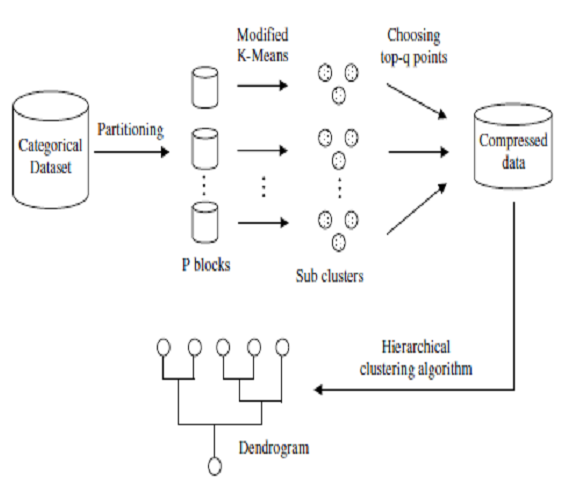 Modified
K-Means
Choosing
top-q points
Categorical
Dataset
Partitioning
Compressed
data
P blocks
Sub clusters
Hierarchical
clustering algorithm
Dendrogram